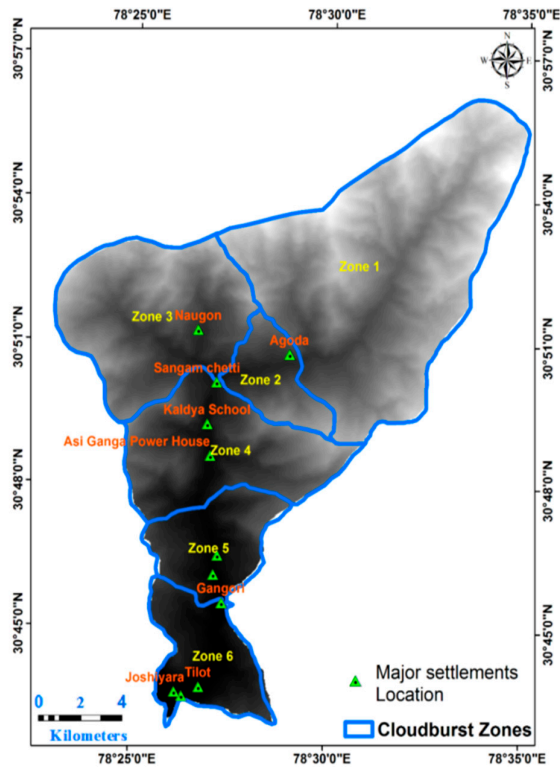 78°25'0"E 78°30'0"E 78°35'0"E
30°57'0"N 30°57'0"N
N
W E
S
30°54'0"N 30°54'0"N
Zone 1
Zone 3
Naugon
30°51'0"N 30°51'0"N
Agoda
Sangam chetti
Zone 2
Kaldya School
Asi Ganga Power House
Zone 4
30°48'0"N 30°48'0"N
Zone 5
Gangori
30°45'0"N 30°45'0"N
Zone 6
Joshiyara
Tilot
Major settlements
Location
0 2 4
Kilometers
Cloudburst Zones
78°25'0"E 78°30'0"E 78°35'0"E